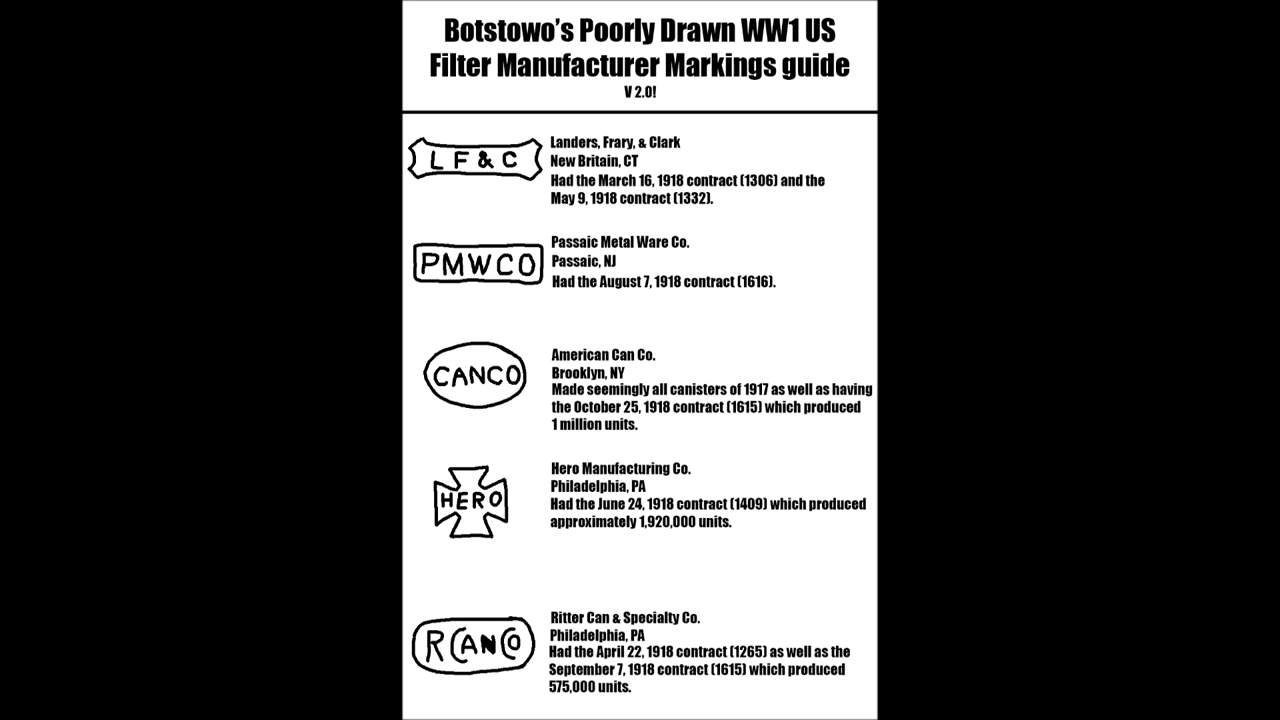 Botstowo's Poorly Drawn WW1 US
Filter Manufacturer Markings guide
V 2.0!
L F & C
Landers, Frary, & Clark
New Britain, CT
Had the March 16, 1918 contract (1306) and the
May 9, 1918 contract (1332).
PMWCO
Passaic Metal Ware Co.
Passaic, NJ
Had the August 7, 1918 contract (1616).
CANCO
American Can Co.
Brooklyn, NY
Made seemingly all canisters of 1917 as well as having
the October 25, 1918 contract (1615) which produced
1 million units.
HERO
Hero Manufacturing Co.
Philadelphia, PA
Had the June 24, 1918 contract (1409) which produced
approximately 1,920,000 units.
R CANCO
Ritter Can & Specialty Co.
Philadelphia, PA
Had the April 22, 1918 contract (1265) as well as the
September 7, 1918 contract (1615) which produced
575,000 units.